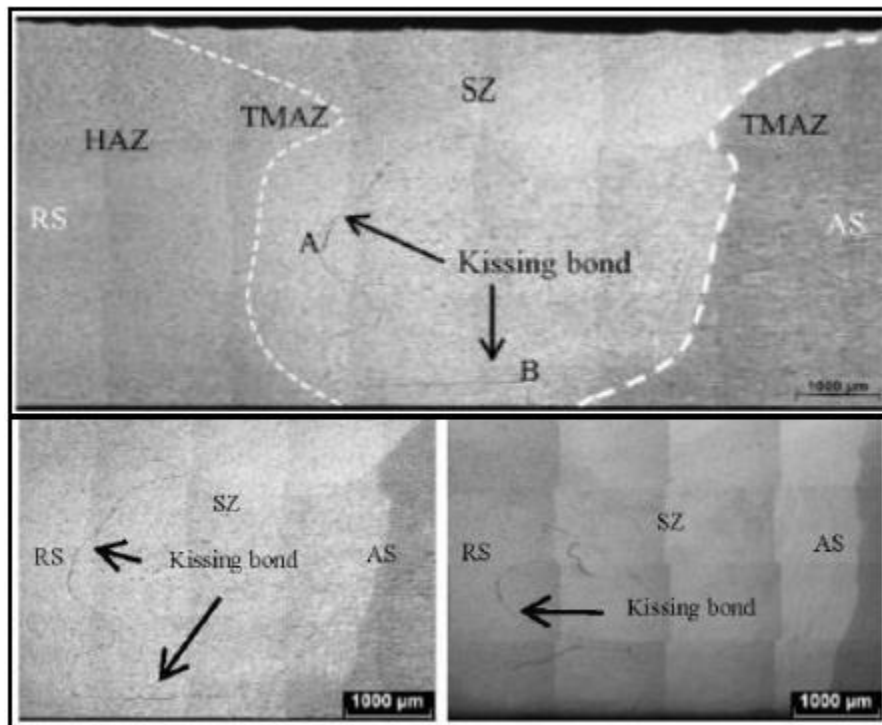 SZ
TMAZ
TMAZ
HAZ
RS
AS
A
Kissing bond
B
1000 µm
SZ
RS
Kissing bond
AS
1000 µm
SZ
RS
AS
Kissing bond
1000 µm